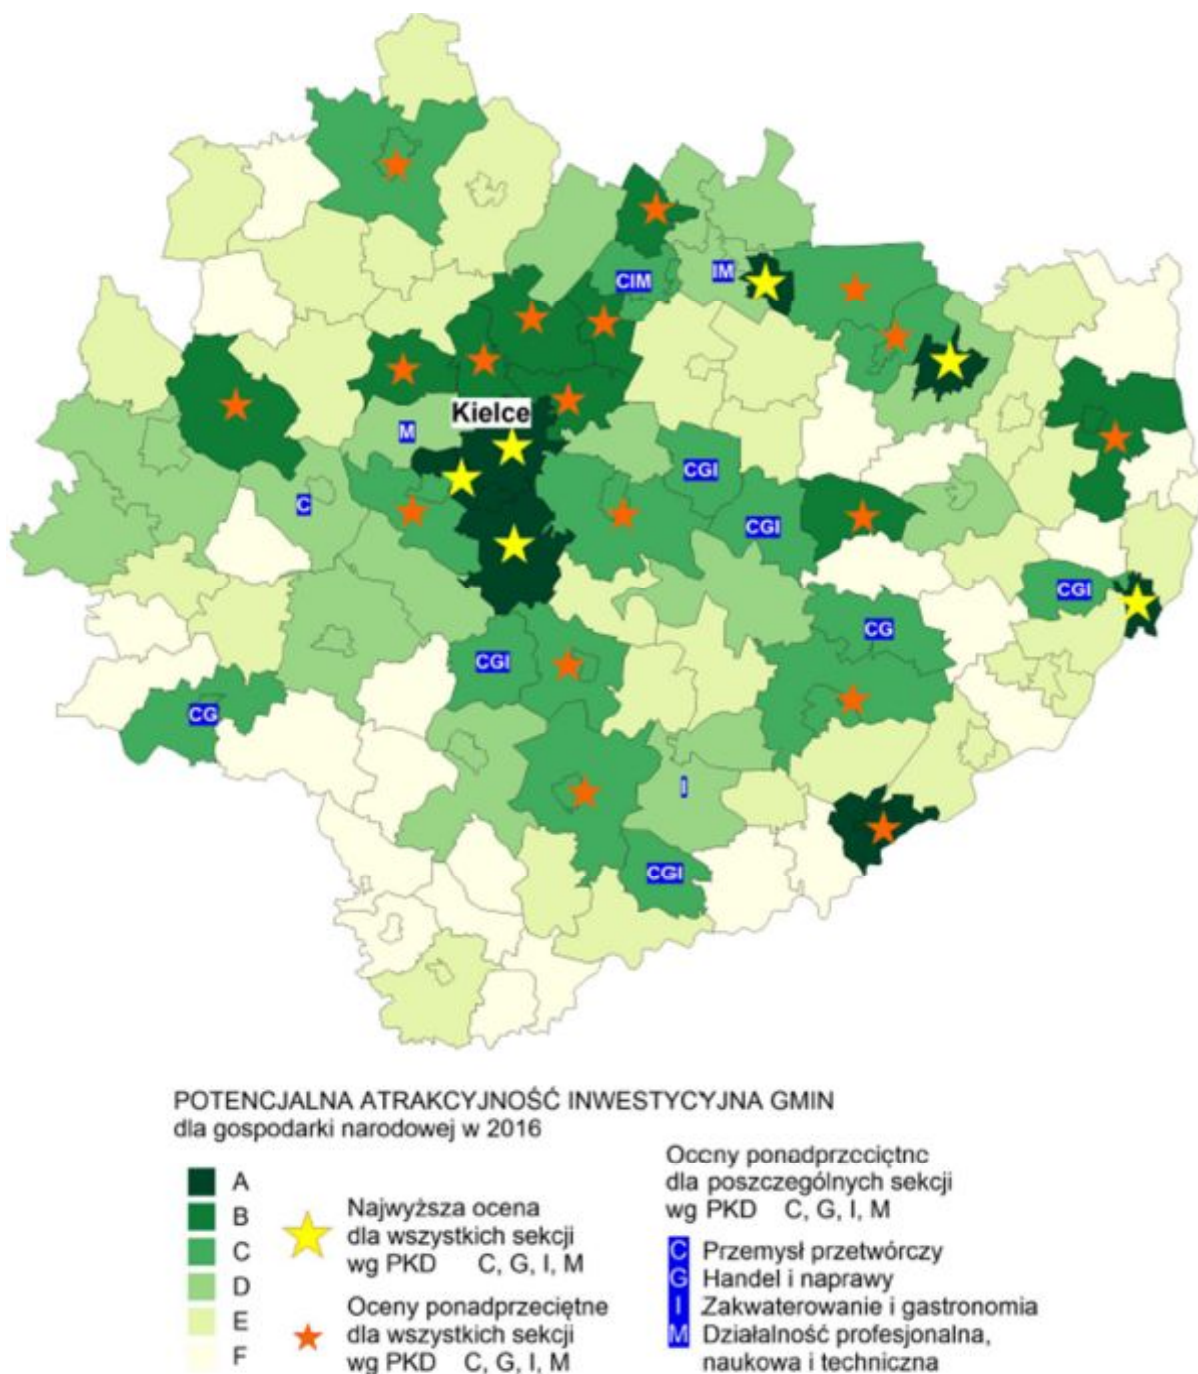 CIM
IM
Kielce
M
CGI
C
CGI
CGI
CG
CGI
CG
I
CGI
POTENCJALNA ATRAKCYJNOŚĆ INWESTYCYJNA GMIN
dla gospodarki narodowej w 2016
A
B
C
D
E
F
Najwyższa ocena
dla wszystkich sekcji
wg PKD C, G, I, M
Oceny ponadprzeciętne
dla wszystkich sekcji
wg PKD C, G, I, M
Oceny ponadprzeciętne
dla poszczególnych sekcji
wg PKD C, G, I, M
C Przemysł przetwórczy
G Handel i naprawy
I Zakwaterowanie i gastronomia
M Działalność profesjonalna,
naukowa i techniczna